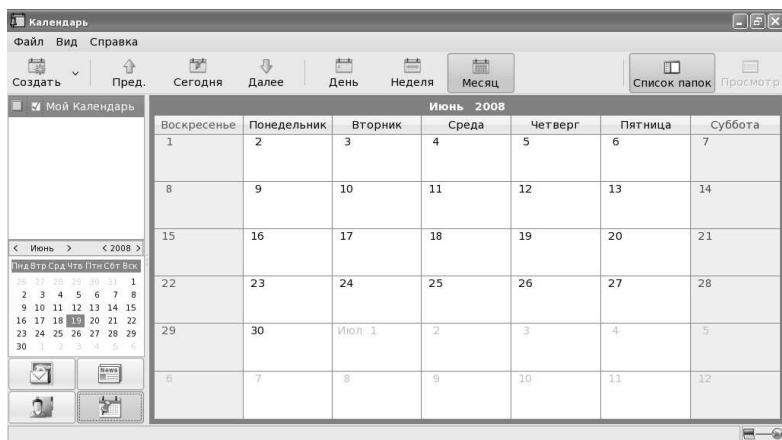 Календарь
Файл Вид Справка
Создать Пред. Сегодня Далее День Неделя Месяц Список папок Просмотр
Мой Календарь
Июнь 2008
Воскресенье Понедельник Вторник Среда Четверг Пятница Суббота
1 2 3 4 5 6 7
8 9 10 11 12 13 14
15 16 17 18 19 20 21
22 23 24 25 26 27 28
29 30 Июл 1 2 3 4 5
6 7 8 9 10 11 12
< Июнь > < 2008 >
Пнд Втр Срд Чтв Птн Сбт Вск
26 27 28 29 30 31 1
2 3 4 5 6 7 8
9 10 11 12 13 14 15
16 17 18 19 20 21 22
23 24 25 26 27 28 29
30 1 2 3 4 5 6
News